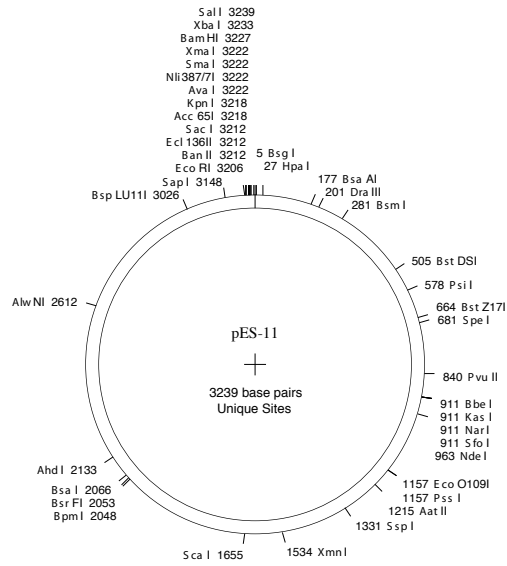 Sal I 3239
Xba I 3233
Bam HI 3227
Xma I 3222
Sma I 3222
Nli387/7I 3222
Ava I 3222
Kpn I 3218
Acc 65I 3218
Sac I 3212
Ecl 136II 3212
Ban II 3212
Eco RI 3206
Sap I 3148
Bsp LU11I 3026
5 Bsg I
27 Hpa I
177 Bsa AI
201 Dra III
281 Bsm I
505 Bst DSI
578 Psi I
664 Bst Z17I
681 Spe I
840 Pvu II
911 Bbe I
911 Kas I
911 Nar I
911 Sfo I
963 Nde I
1157 Eco O109I
1157 Pss I
1215 Aat II
1331 Ssp I
1534 Xmn I
Sca I 1655
Bpm I 2048
Bsr FI 2053
Bsa I 2066
Ahd I 2133
Alw NI 2612
pES-11
3239 base pairs
Unique Sites